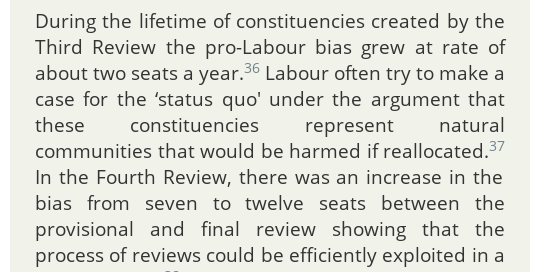 During the lifetime of constituencies created by the
Third Review the pro-Labour bias grew at rate of
about two seats a year.36 Labour often try to make a
case for the ‘status quo' under the argument that
these constituencies represent natural
communities that would be harmed if reallocated.37
In the Fourth Review, there was an increase in the
bias from seven to twelve seats between the
provisional and final review showing that the
process of reviews could be efficiently exploited in a